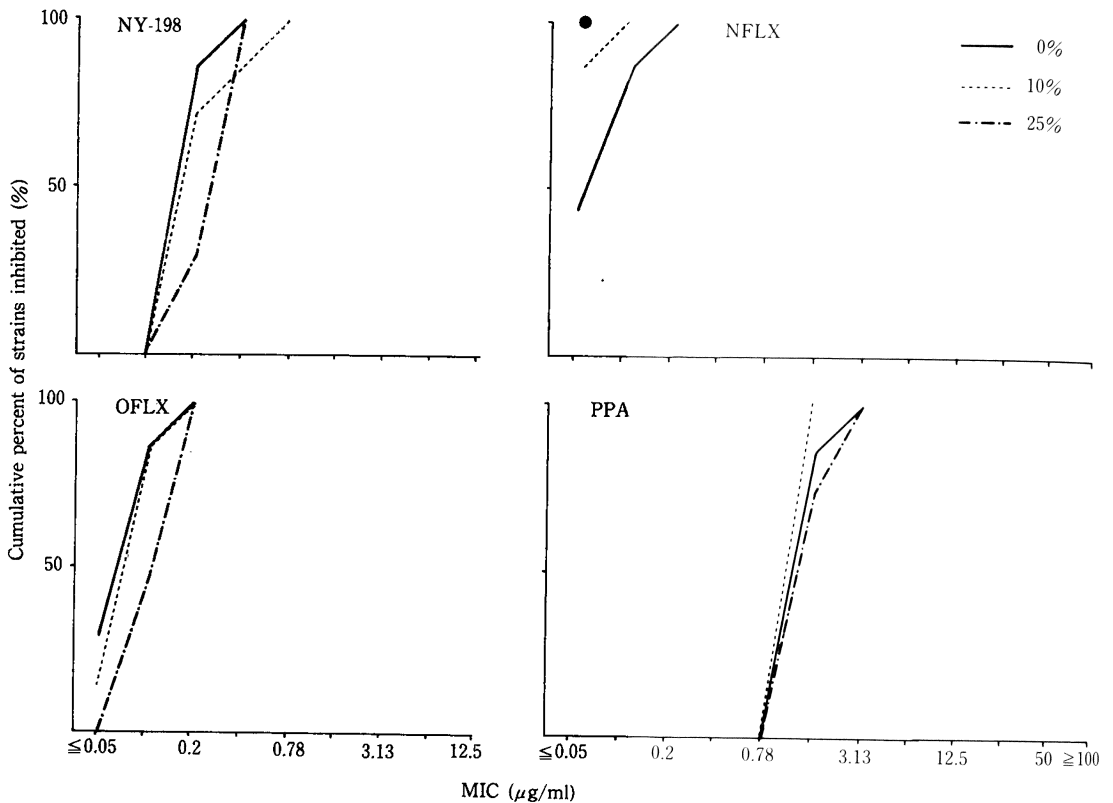 Cumulative percent of strains inhibited (%)
100
50
NY-198
NFLX
0%
10%
25%
100
50
OFLX
PPA
≦0.05 0.2 0.78 3.13 12.5
≦0.05 0.2 0.78 3.13 12.5 50 ≧100
MIC (μg/ml)